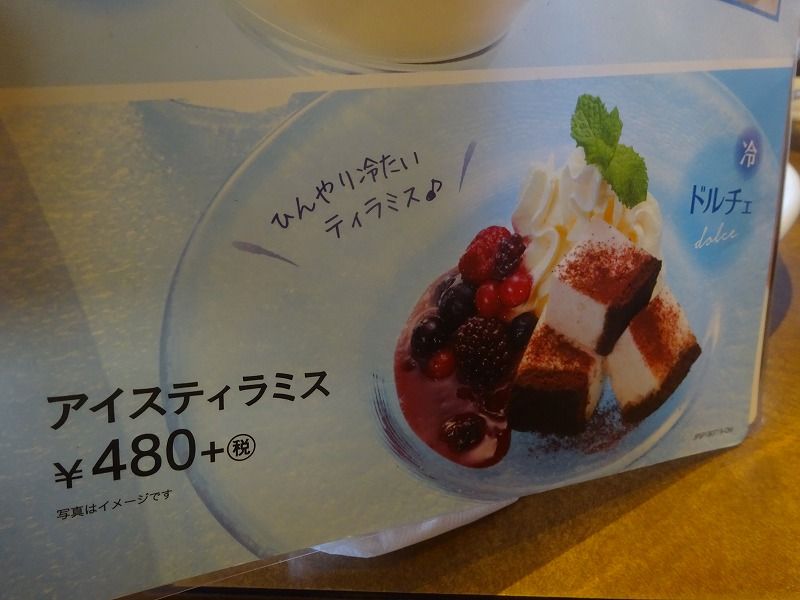 ひんやり冷たい
ティラミス♪
冷
ドルチェ
dolce
アイスティラミス
¥480+税
写真はイメージです